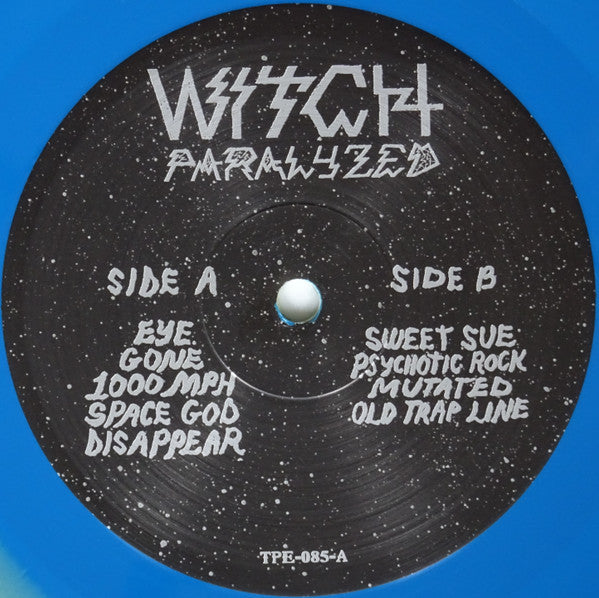 WITCH
PARALYZED
SIDE A
EYE
GONE
1000 MPH
SPACE GOD
DISAPPEAR
SIDE B
SWEET SUE
PSYCHOTIC ROCK
MUTATED
OLD TRAP LINE
TPE-085-A